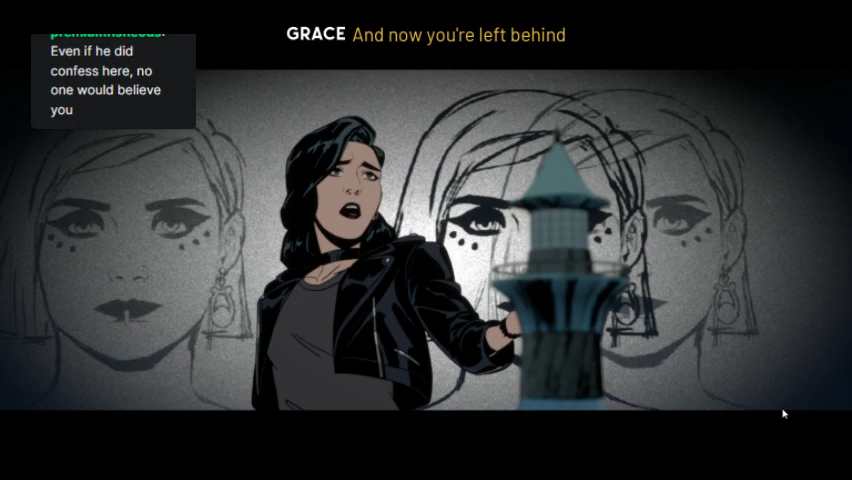 GRACE And now you're left behind
Even if he did
confess here, no
one would believe
you